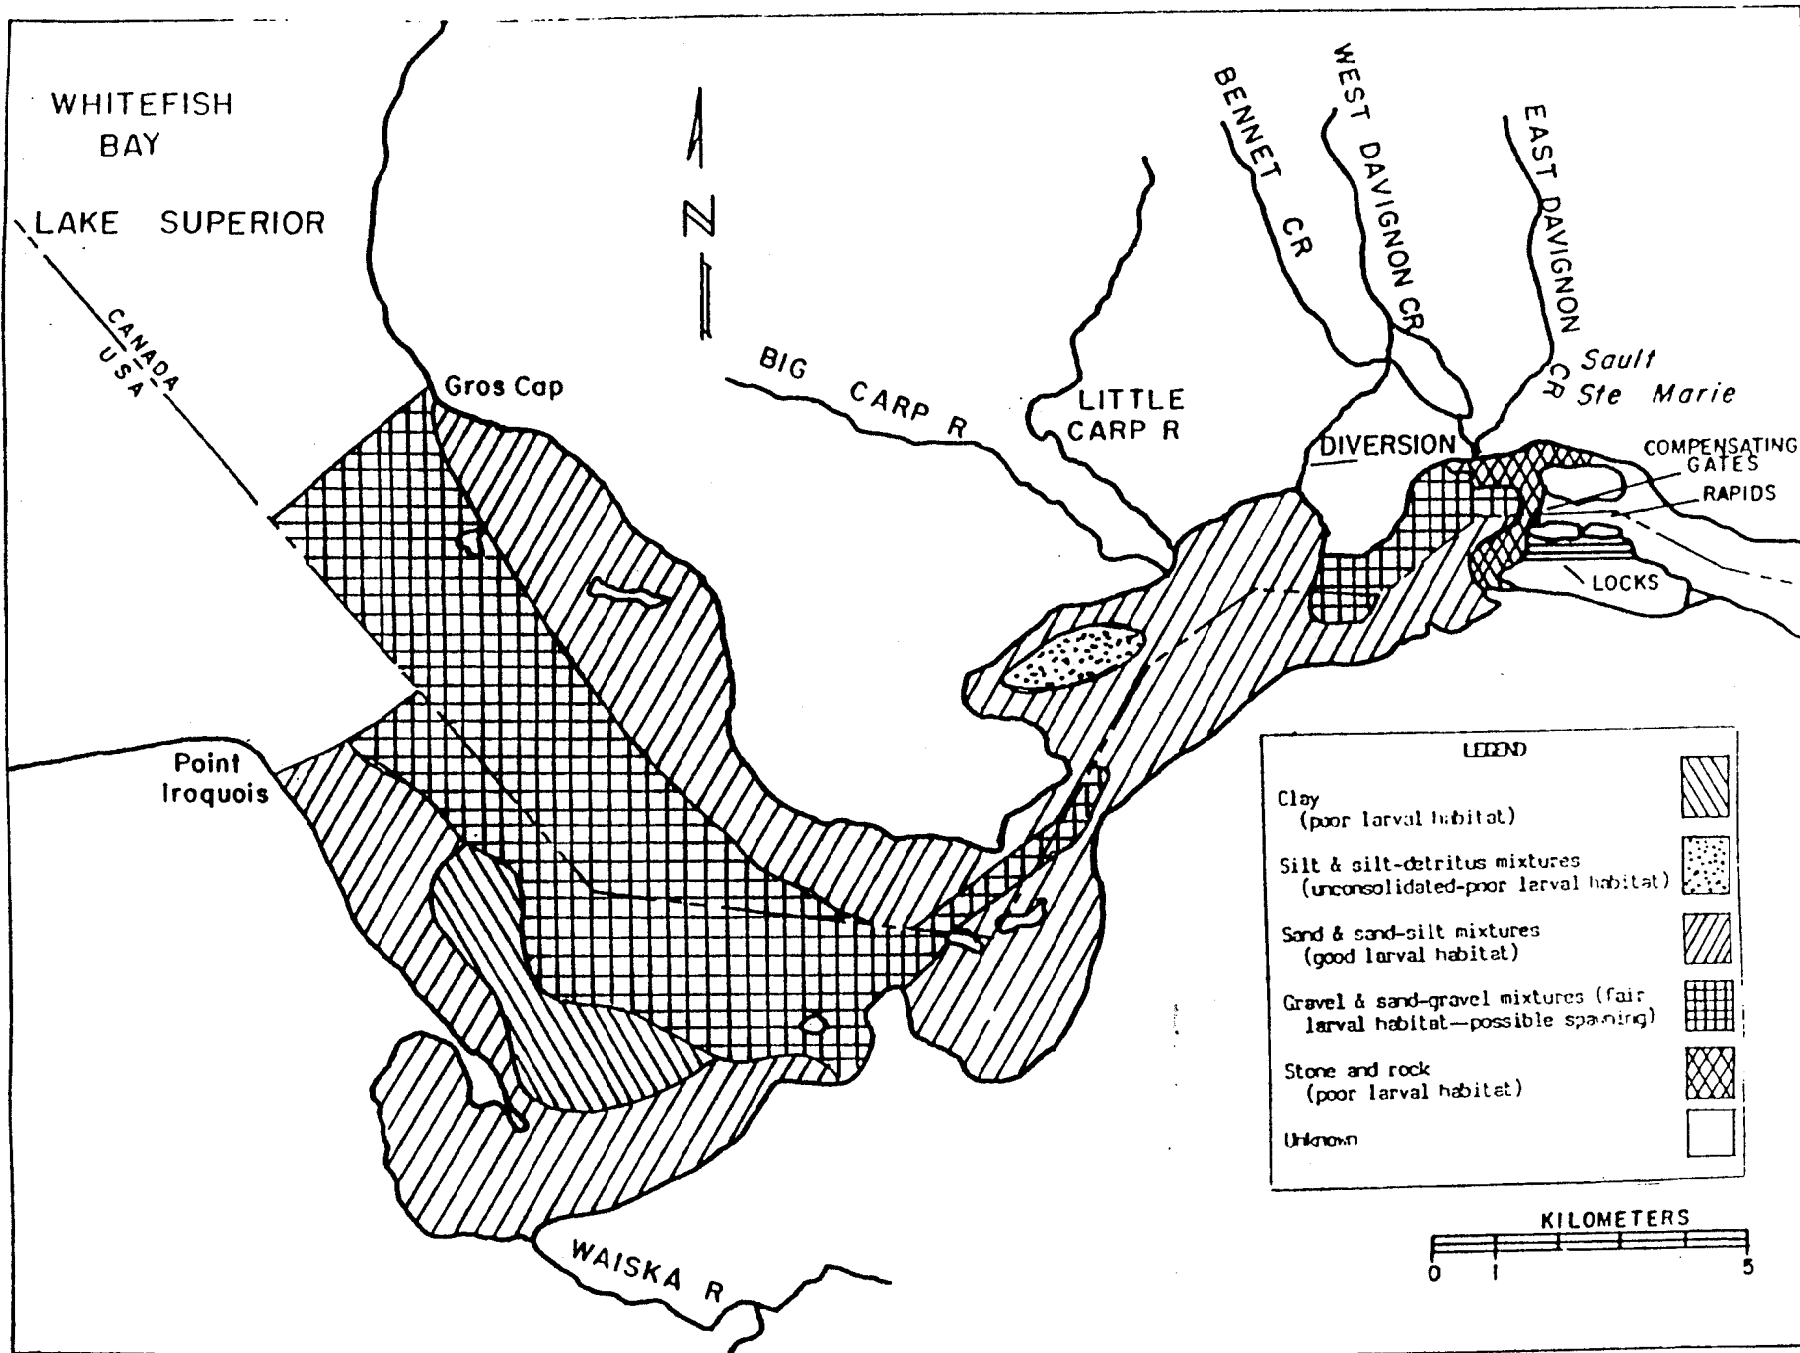 WHITEFISH
BAY
LAKE SUPERIOR
CANADA
USA
N
Gros Cap
BIG CARP R
LITTLE
CARP R
BENNET CR
WEST DAVIGNON CR
EAST DAVIGNON CR
Sault
Ste Marie
DIVERSION
COMPENSATING
GATES
RAPIDS
LOCKS
Point
Iroquois
WAISKA R
LEGEND
Clay
(poor larval habitat)
Silt & silt-detritus mixtures
(unconsolidated-poor larval habitat)
Sand & sand-silt mixtures
(good larval habitat)
Gravel & sand-gravel mixtures (fair
larval habitat—possible spawning)
Stone and rock
(poor larval habitat)
Unknown
KILOMETERS
0 1 5